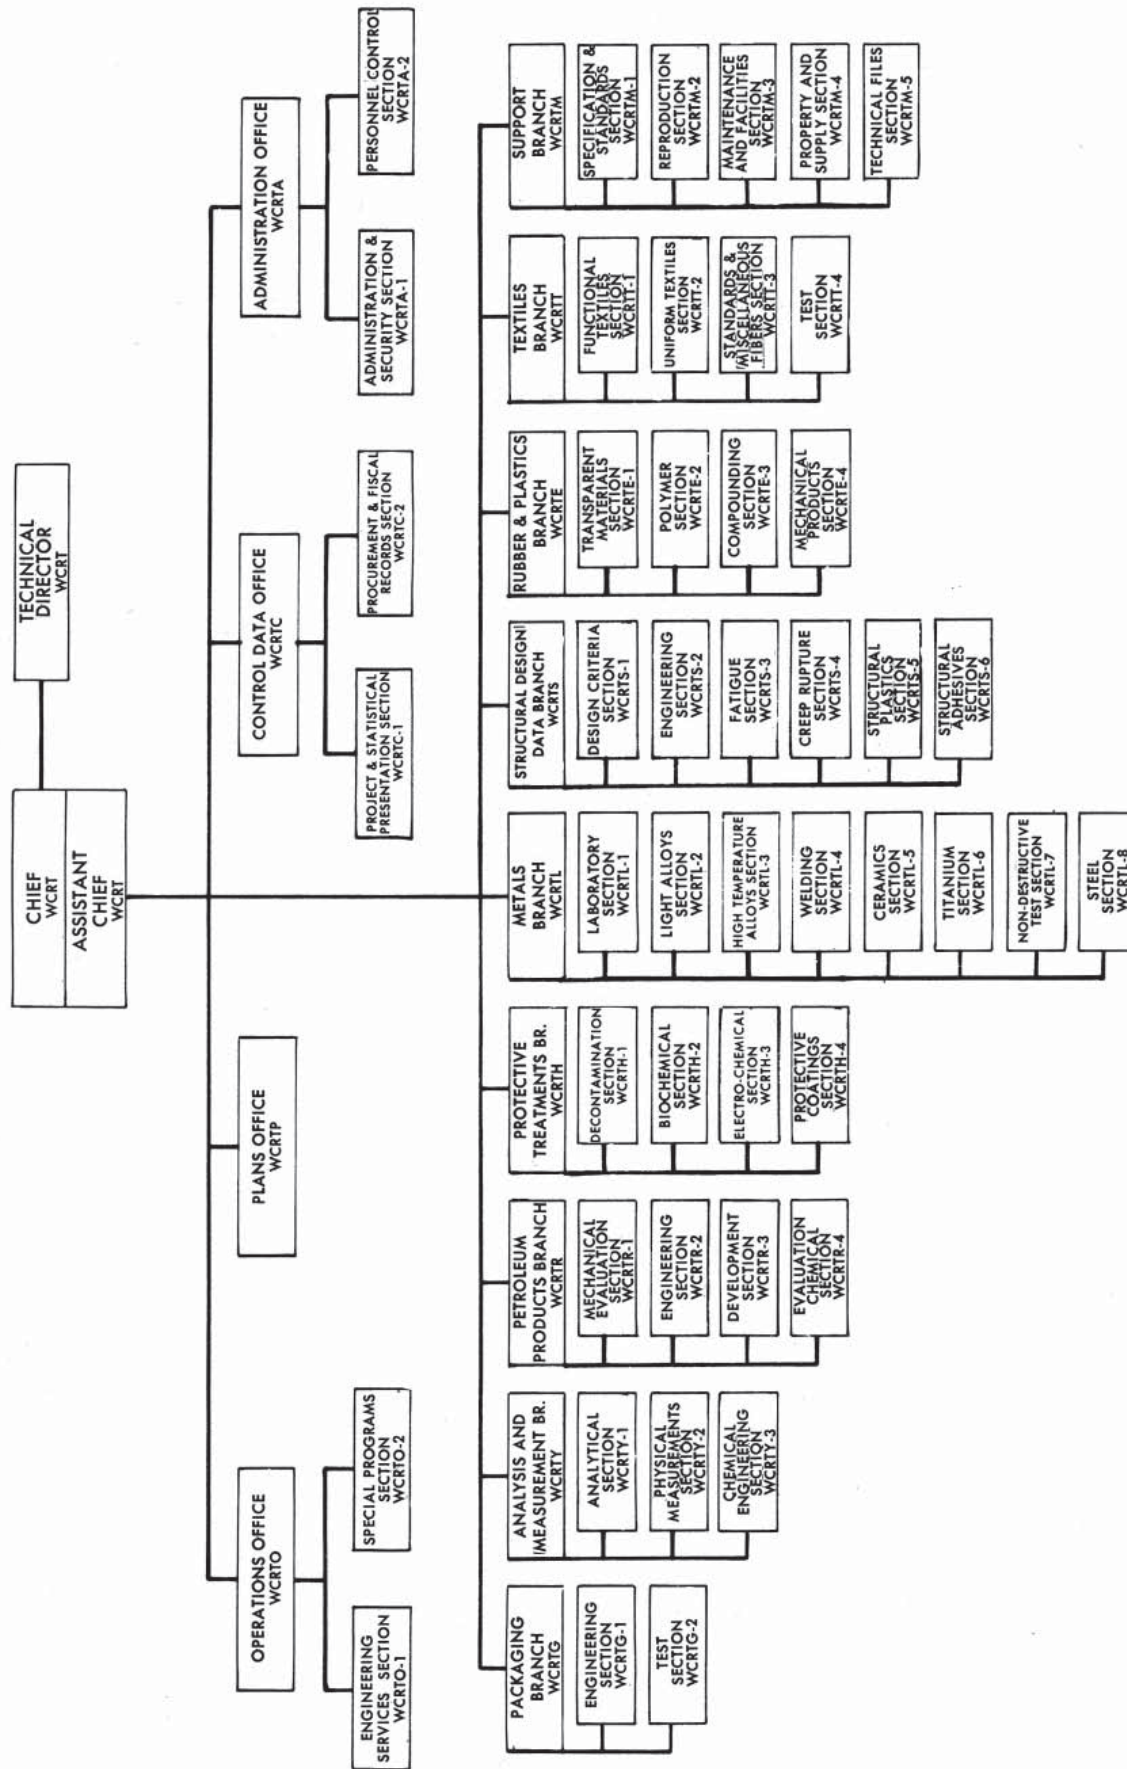 CHIEF
WCRT
ASSISTANT
CHIEF
WCRT
TECHNICAL
DIRECTOR
WCRT
OPERATIONS OFFICE
WCRTO
PLANS OFFICE
WCRTP
CONTROL DATA OFFICE
WCRTC
ADMINISTRATION OFFICE
WCRTA
ENGINEERING
SERVICES SECTION
WCRTO-1
SPECIAL PROGRAMS
SECTION
WCRTO-2
PROJECT & STATISTICAL
PRESENTATION SECTION
WCRTC-1
PROCUREMENT & FISCAL
RECORDS SECTION
WCRTC-2
ADMINISTRATION &
SECURITY SECTION
WCRTA-1
PERSONNEL CONTROL
SECTION
WCRTA-2
PACKAGING
BRANCH
WCRTG
ENGINEERING
SECTION
WCRTG-1
TEST
SECTION
WCRTG-2
ANALYSIS AND
MEASUREMENT BR.
WCRTY
ANALYTICAL
SECTION
WCRTY-1
PHYSICAL
MEASUREMENTS
SECTION
WCRTY-2
CHEMICAL
ENGINEERING
SECTION
WCRTY-3
PETROLEUM
PRODUCTS BRANCH
WCRTR
MECHANICAL
EVALUATION
SECTION
WCRTR-1
ENGINEERING
SECTION
WCRTR-2
DEVELOPMENT
SECTION
WCRTR-3
EVALUATION
CHEMICAL
SECTION
WCRTR-4
PROTECTIVE
TREATMENTS BR.
WCRTH
DECONTAMINATION
SECTION
WCRTH-1
BIOCHEMICAL
SECTION
WCRTH-2
ELECTRO-CHEMICAL
SECTION
WCRTH-3
PROTECTIVE
COATINGS
SECTION
WCRTH-4
METALS
BRANCH
WCRTL
LABORATORY
SECTION
WCRTL-1
LIGHT ALLOYS
SECTION
WCRTL-2
HIGH TEMPERATURE
ALLOYS SECTION
WCRTL-3
WELDING
SECTION
WCRTL-4
CERAMICS
SECTION
WCRTL-5
TITANIUM
SECTION
WCRTL-6
NON-DESTRUCTIVE
TEST SECTION
WCRTL-7
STEEL
SECTION
WCRTL-8
STRUCTURAL DESIGN
DATA BRANCH
WCRTS
DESIGN CRITERIA
SECTION
WCRTS-1
ENGINEERING
SECTION
WCRTS-2
FATIGUE
SECTION
WCRTS-3
CREEP RUPTURE
SECTION
WCRTS-4
STRUCTURAL
PLASTICS
SECTION
WCRTS-5
STRUCTURAL
ADHESIVES
SECTION
WCRTS-6
RUBBER & PLASTICS
BRANCH
WCRTE
TRANSPARENT
MATERIALS
SECTION
WCRTE-1
POLYMER
SECTION
WCRTE-2
COMPOUNDING
SECTION
WCRTE-3
MECHANICAL
PRODUCTS
SECTION
WCRTE-4
TEXTILES
BRANCH
WCRTT
FUNCTIONAL
TEXTILES
SECTION
WCRTT-1
UNIFORM TEXTILES
SECTION
WCRTT-2
STANDARDS &
MISCELLANEOUS
FIBERS SECTION
WCRTT-3
TEST
SECTION
WCRTT-4
SUPPORT
BRANCH
WCRTM
SPECIFICATION &
STANDARDS
SECTION
WCRTM-1
REPRODUCTION
SECTION
WCRTM-2
MAINTENANCE
AND FACILITIES
SECTION
WCRTM-3
PROPERTY AND
SUPPLY SECTION
WCRTM-4
TECHNICAL FILES
SECTION
WCRTM-5